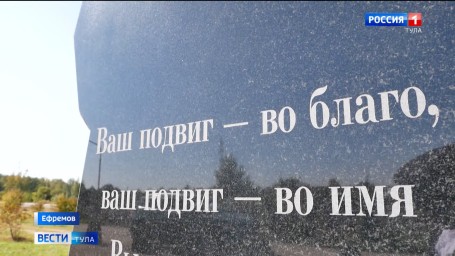 РОССИЯ 1
ТУЛА
Ваш подвиг — во благо,
ваш подвиг — во имя
Ефремов
ВЕСТИ ТУЛА